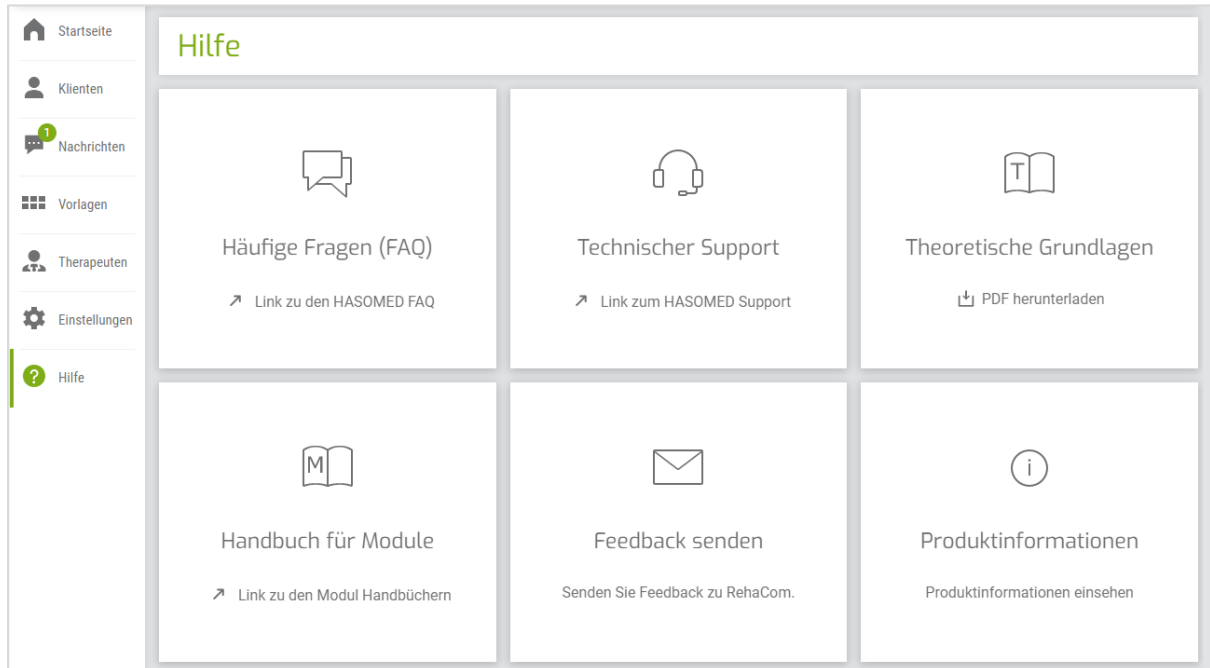 Startseite
Klienten
1
Nachrichten
Vorlagen
Therapeuten
Einstellungen
?
Hilfe
Hilfe
Häufige Fragen (FAQ)
Link zu den HASOMED FAQ
Technischer Support
Link zum HASOMED Support
T
Theoretische Grundlagen
PDF herunterladen
M
Handbuch für Module
Link zu den Modul Handbüchern
Feedback senden
Senden Sie Feedback zu RehaCom.
i
Produktinformationen
Produktinformationen einsehen